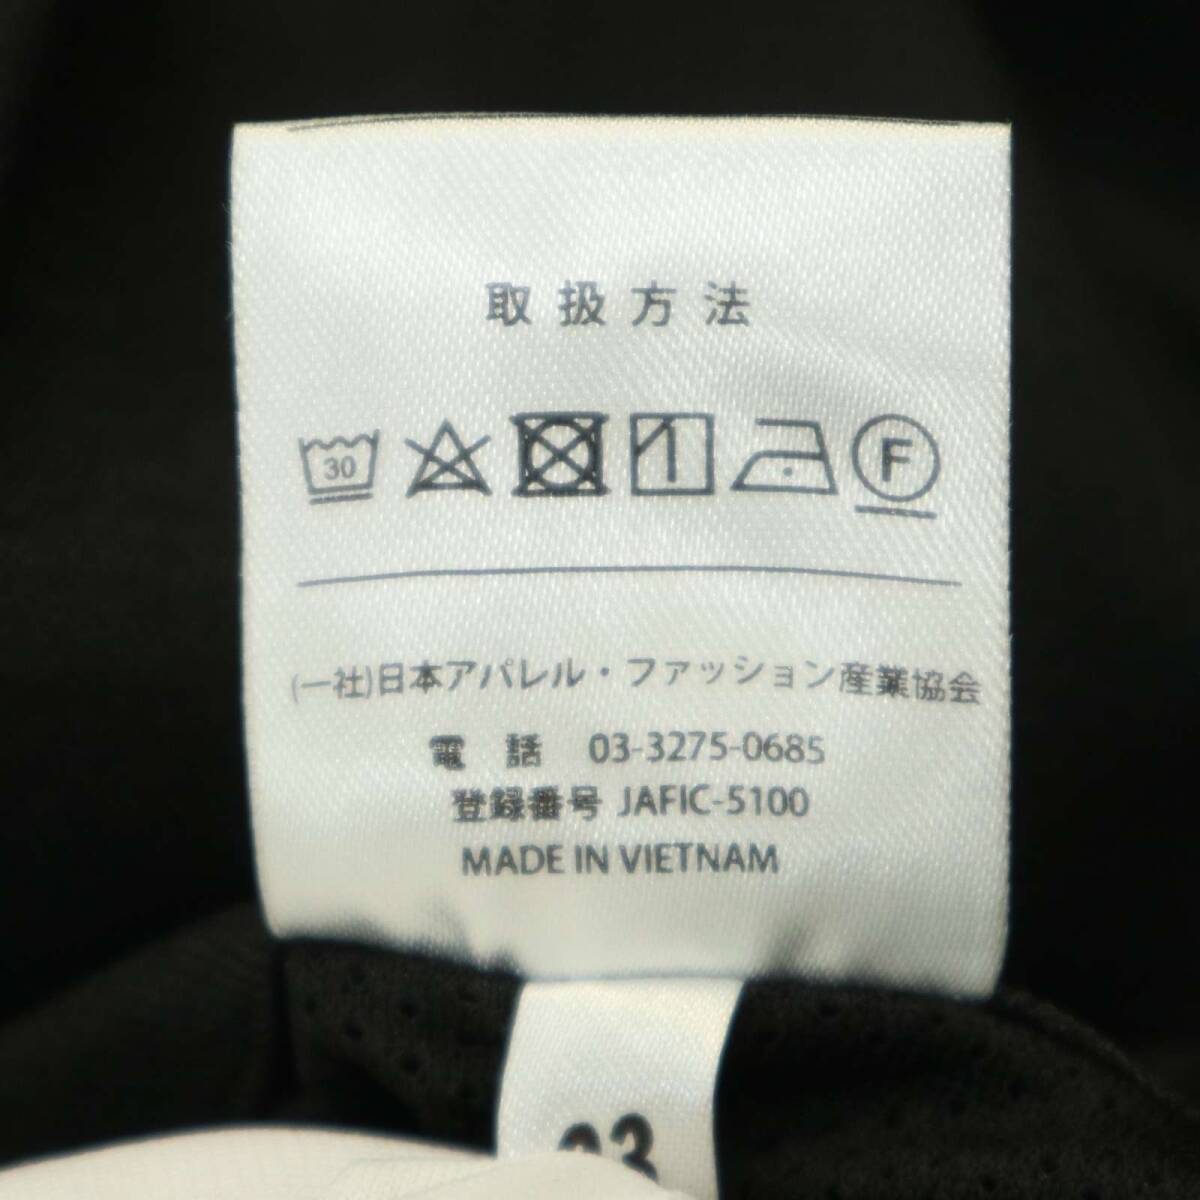 取扱方法
30 F
(一社)日本アパレル・ファッション産業協会
電話 03-3275-0685
登録番号 JAFIC-5100
MADE IN VIETNAM